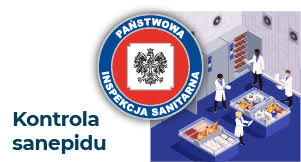 PAŃSTWOWA
INSPEKCJA SANITARNA
Kontrola
sanepidu